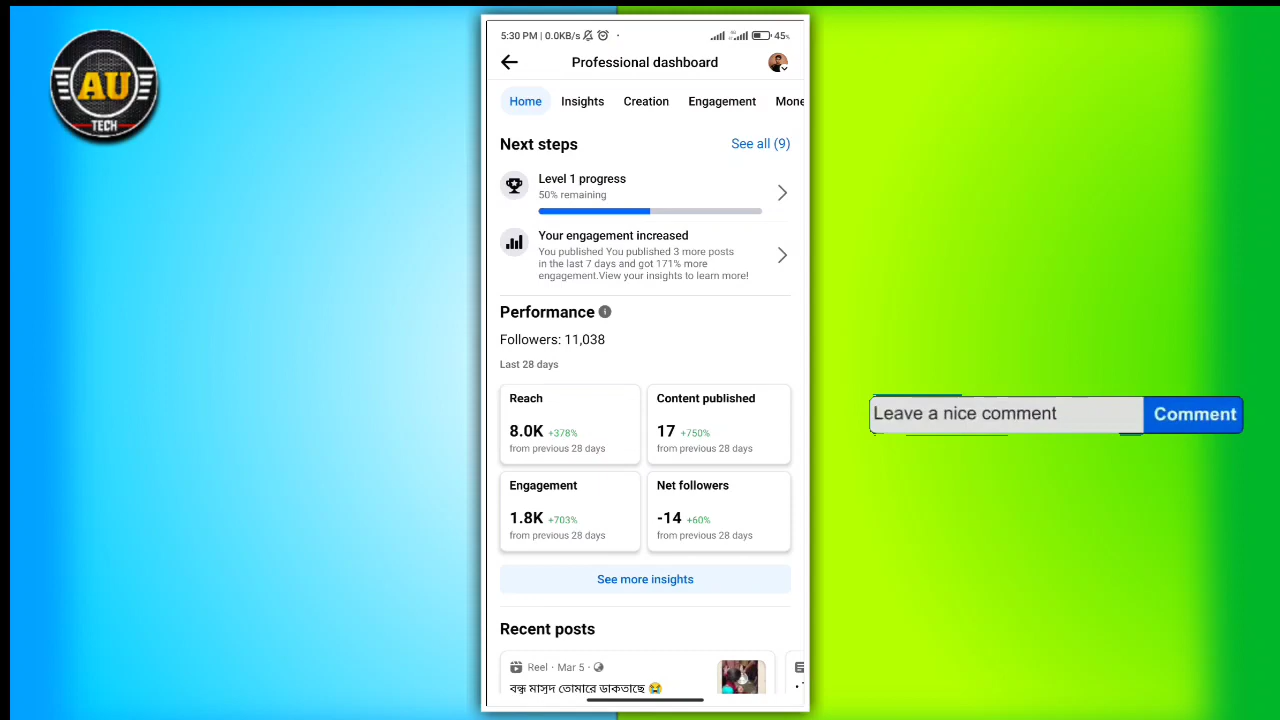 AU
TECH
5:30 PM | 0.0KB/s
4G
45%
Professional dashboard
Home Insights Creation Engagement Mone
Next steps See all (9)
Level 1 progress
50% remaining
Your engagement increased
You published You published 3 more posts
in the last 7 days and got 171% more
engagement.View your insights to learn more!
Performance
Followers: 11,038
Last 28 days
Reach
8.0K +378%
from previous 28 days
Content published
17 +750%
from previous 28 days
Engagement
1.8K +703%
from previous 28 days
Net followers
-14 +60%
from previous 28 days
See more insights
Recent posts
Reel · Mar 5 ·
বন্ধু মাসুদ তোমারে ডাকতাছে 😭
Leave a nice comment
Comment